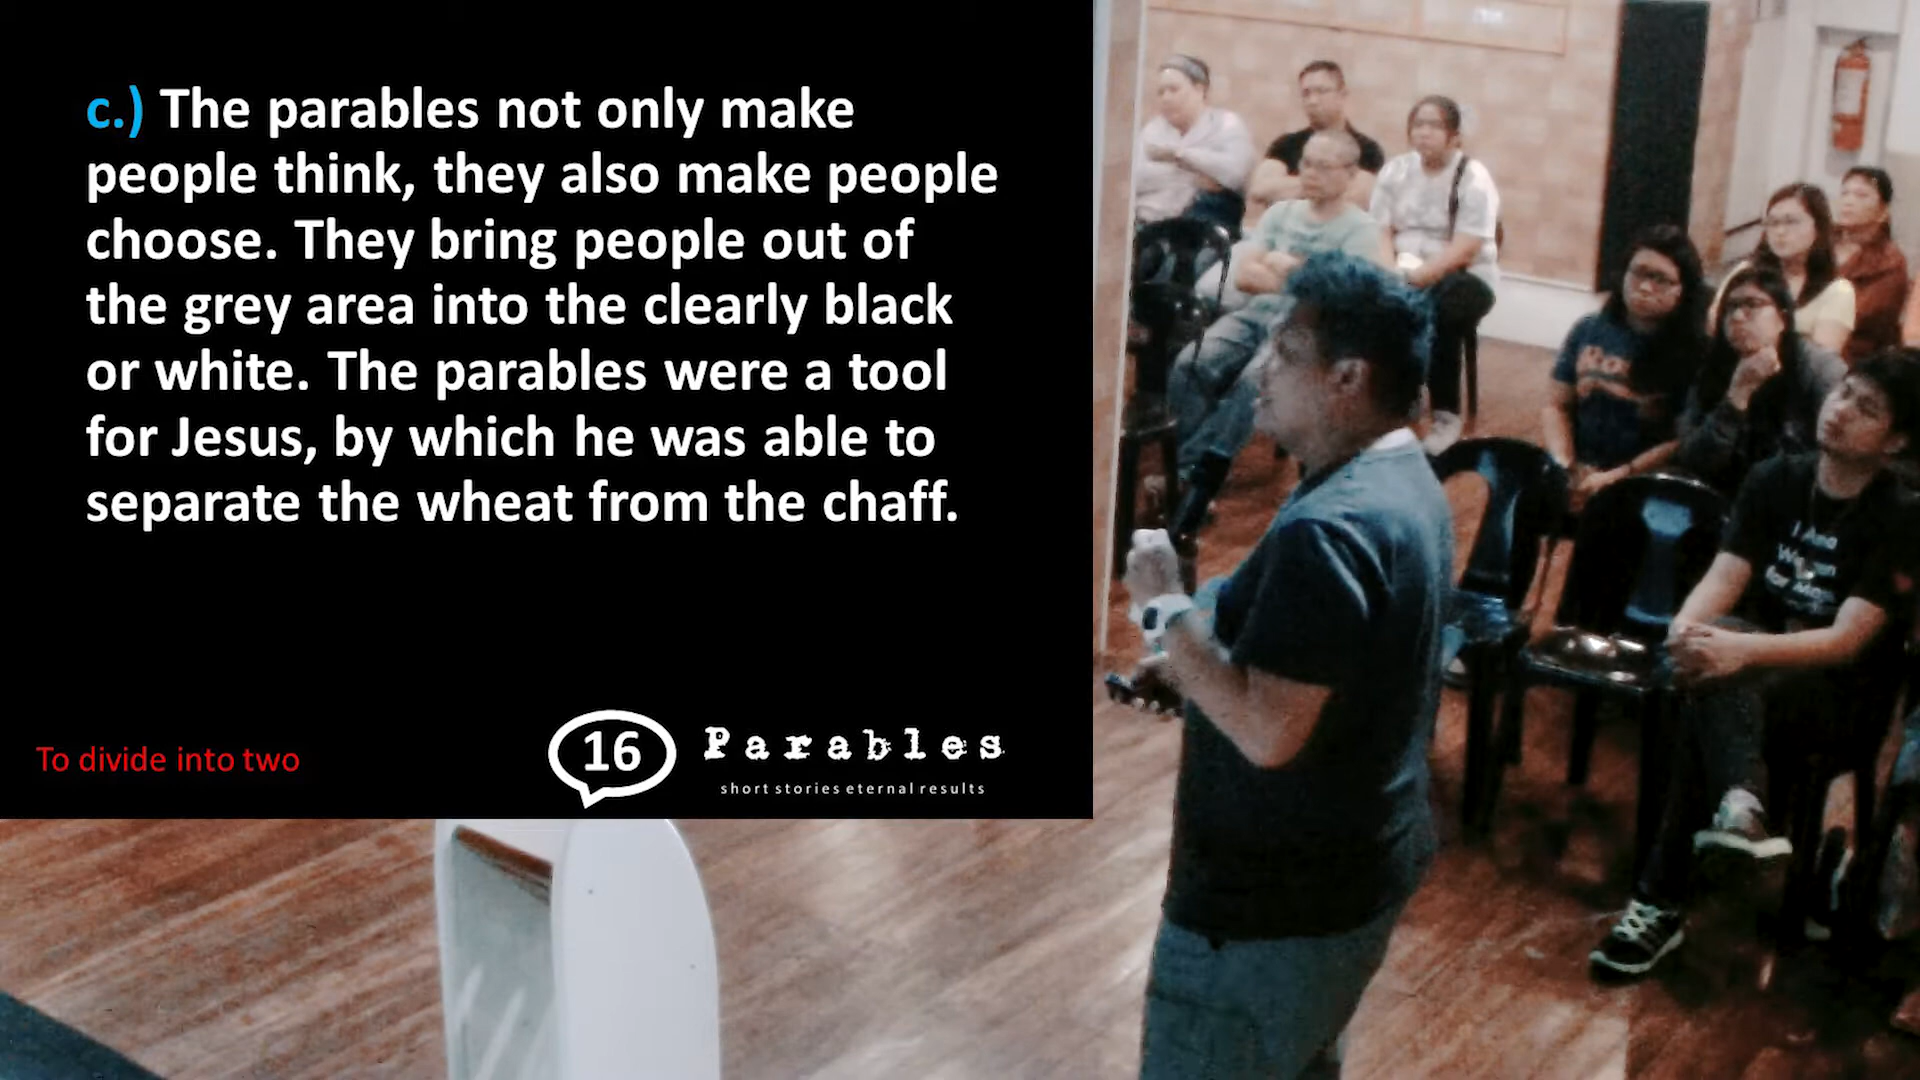 c.) The parables not only make
people think, they also make people
choose. They bring people out of
the grey area into the clearly black
or white. The parables were a tool
for Jesus, by which he was able to
separate the wheat from the chaff.
To divide into two
16
Parables
short stories eternal results
I Am a